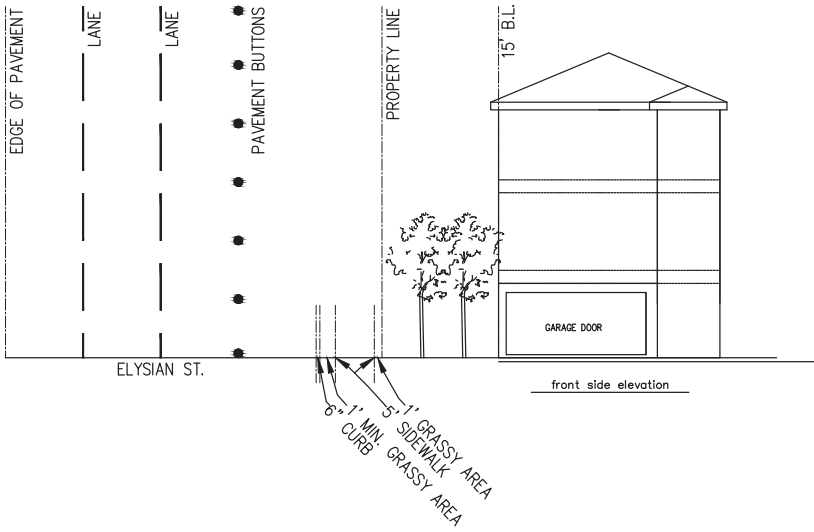 EDGE OF PAVEMENT
LANE
LANE
PAVEMENT BUTTONS
PROPERTY LINE
15' B.L.
GARAGE DOOR
ELYSIAN ST.
front side elevation
6" CURB
1' MIN. GRASSY AREA
5' SIDEWALK
1' GRASSY AREA